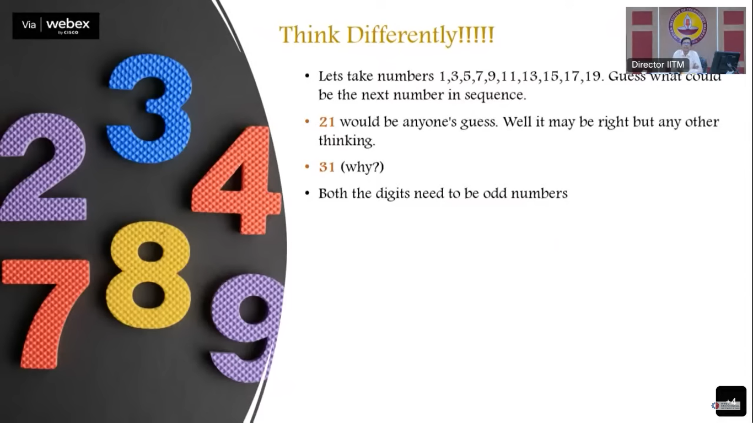 Via | webex
by CISCO
Think Differently!!!!!
Director IITM
• Lets take numbers 1,3,5,7,9,11,13,15,17,19. Guess what could
be the next number in sequence.
• 21 would be anyone's guess. Well it may be right but any other
thinking.
• 31 (why?)
• Both the digits need to be odd numbers
3
2
4
8
7
9